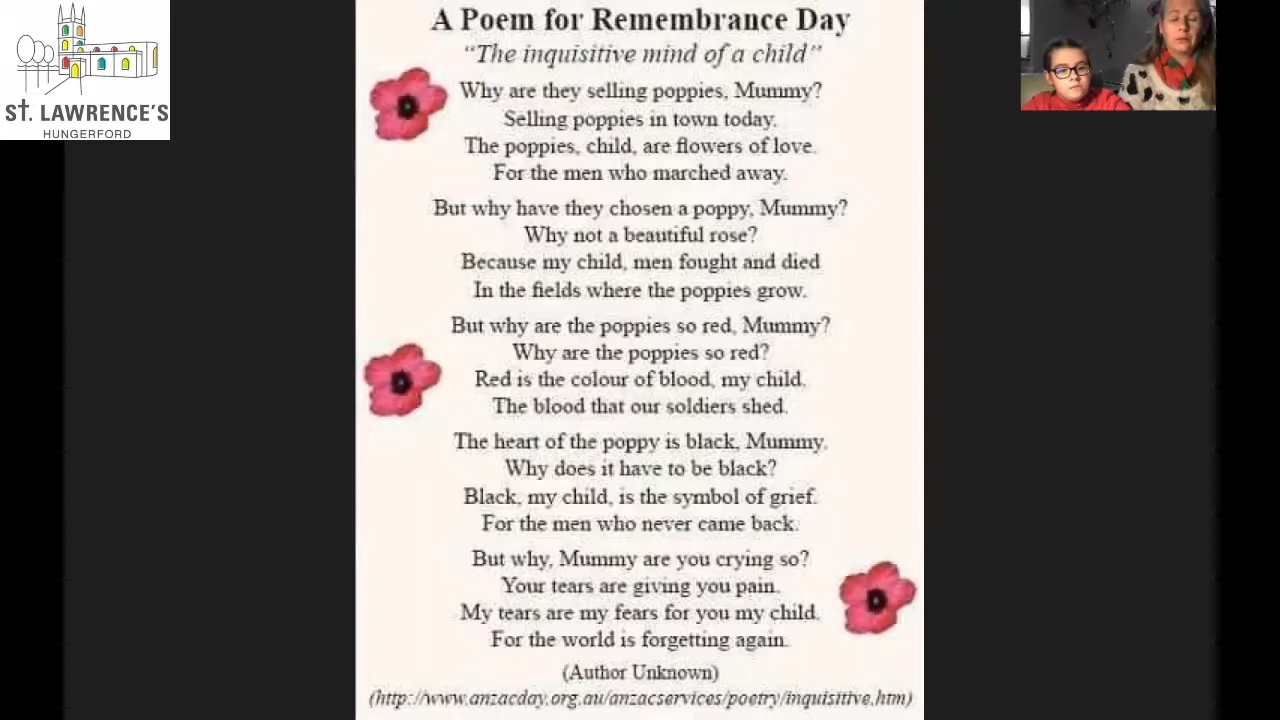 ST. LAWRENCE'S
HUNGERFORD
A Poem for Remembrance Day
"The inquisitive mind of a child"
Why are they selling poppies, Mummy?
Selling poppies in town today.
The poppies, child, are flowers of love.
For the men who marched away.
But why have they chosen a poppy, Mummy?
Why not a beautiful rose?
Because my child, men fought and died
In the fields where the poppies grow.
But why are the poppies so red, Mummy?
Why are the poppies so red?
Red is the colour of blood, my child.
The blood that our soldiers shed.
The heart of the poppy is black, Mummy.
Why does it have to be black?
Black, my child, is the symbol of grief.
For the men who never came back.
But why, Mummy are you crying so?
Your tears are giving you pain.
My tears are my fears for you my child.
For the world is forgetting again.
(Author Unknown)
(http://www.anzacday.org.au/anzacservices/poetry/inquisitive.htm)